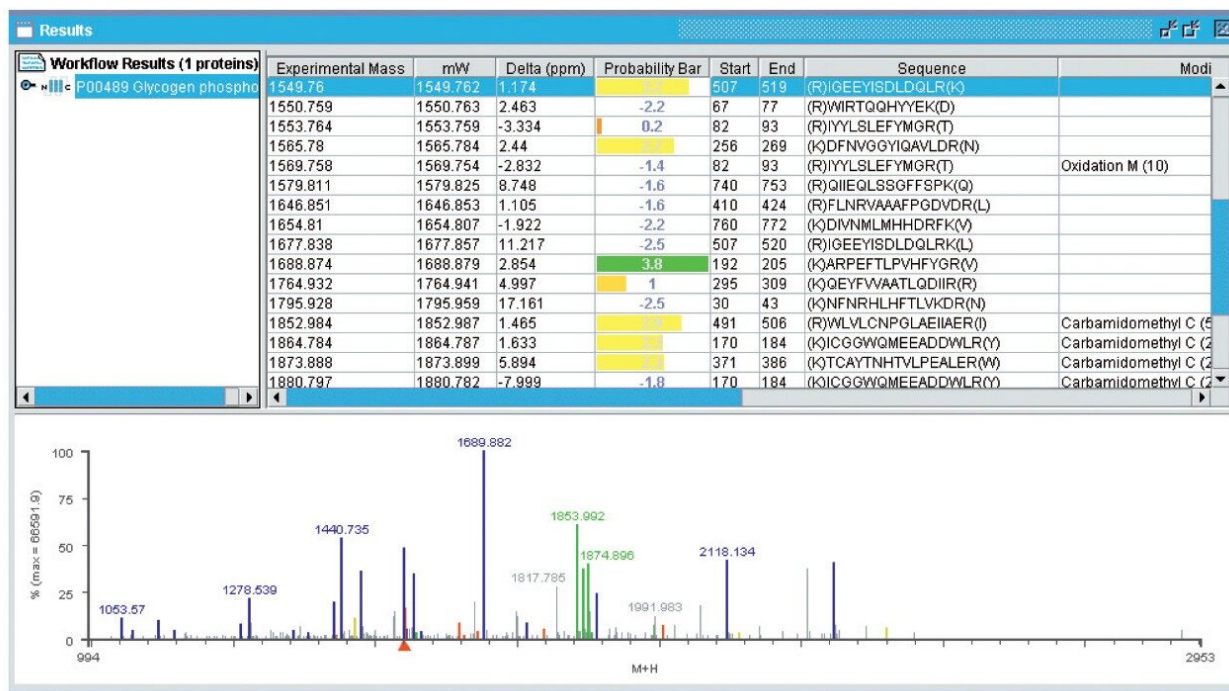 Results
Workflow Results (1 proteins)
N C P00489 Glycogen phospho
Experimental Mass mW Delta (ppm) Probability Bar Start End Sequence Modi
1549.76 1549.762 1.174 507 519 (R)IGEEYISDLDQLR(K)
1550.759 1550.763 2.463 -2.2 67 77 (R)WIRTQQHYYEK(D)
1553.764 1553.759 -3.334 0.2 82 93 (R)IYYLSLEFYMGR(T)
1565.78 1565.784 2.44 256 269 (K)DFNVGGYIQAVLDR(N)
1569.758 1569.754 -2.832 -1.4 82 93 (R)IYYLSLEFYMGR(T) Oxidation M (10)
1579.811 1579.825 8.748 -1.6 740 753 (R)QIIEQLSSGFFSPK(Q)
1646.851 1646.853 1.105 -1.6 410 424 (R)FLNRVAAAFPGDVDR(L)
1654.81 1654.807 -1.922 -2.2 760 772 (K)DIVNMLMHHDRFK(V)
1677.838 1677.857 11.217 -2.5 507 520 (R)IGEEYISDLDQLRK(L)
1688.874 1688.879 2.854 3.8 192 205 (K)ARPEFTLPVHFYGR(V)
1764.932 1764.941 4.997 1 295 309 (K)QEYFVVAATLQDIIR(R)
1795.928 1795.959 17.161 -2.5 30 43 (K)NFNRHLHFTLVKDR(N)
1852.984 1852.987 1.465 491 506 (R)WLVLCNPGLAEIIAER(I) Carbamidomethyl C (5
1864.784 1864.787 1.633 170 184 (K)ICGGWQMEEADDWLR(Y) Carbamidomethyl C (2
1873.888 1873.899 5.894 371 386 (K)TCAYTNHTVLPEALER(W) Carbamidomethyl C (2
1880.797 1880.782 -7.999 -1.8 170 184 (K)ICGGWQMEEADDWLR(Y) Carbamidomethyl C (2
% (max = 66591.9)
100
75
50
25
0
1689.882
1853.992
1440.735
1874.896
2118.134
1817.785
1278.539
1991.983
1053.57
994
2953
M+H